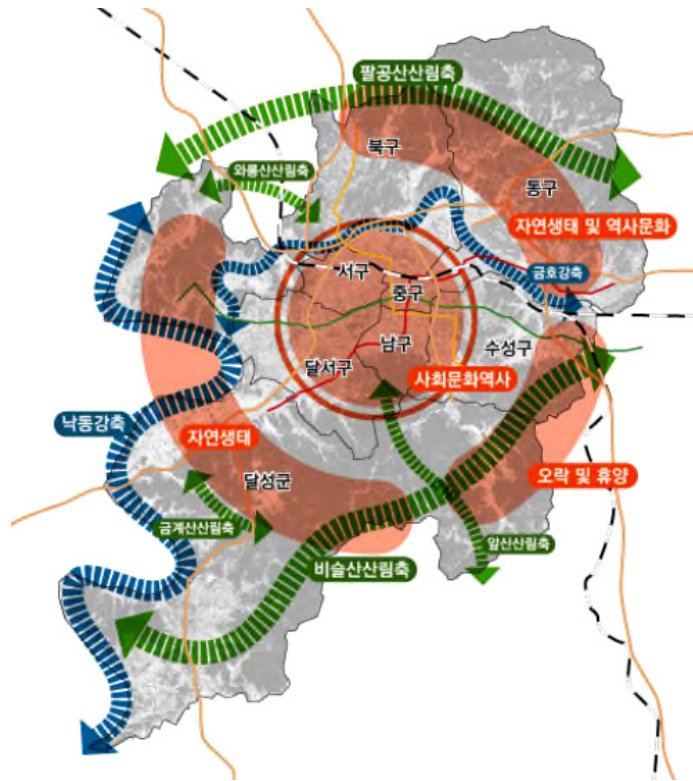 팔공산산림축
북구
와룡산산림축
동구
자연생태 및 역사문화
서구
금호강축
중구
남구
수성구
달서구
사회문화역사
낙동강축
자연생태
달성군
오락 및 휴양
금계산산림축
앞산산림축
비슬산산림축